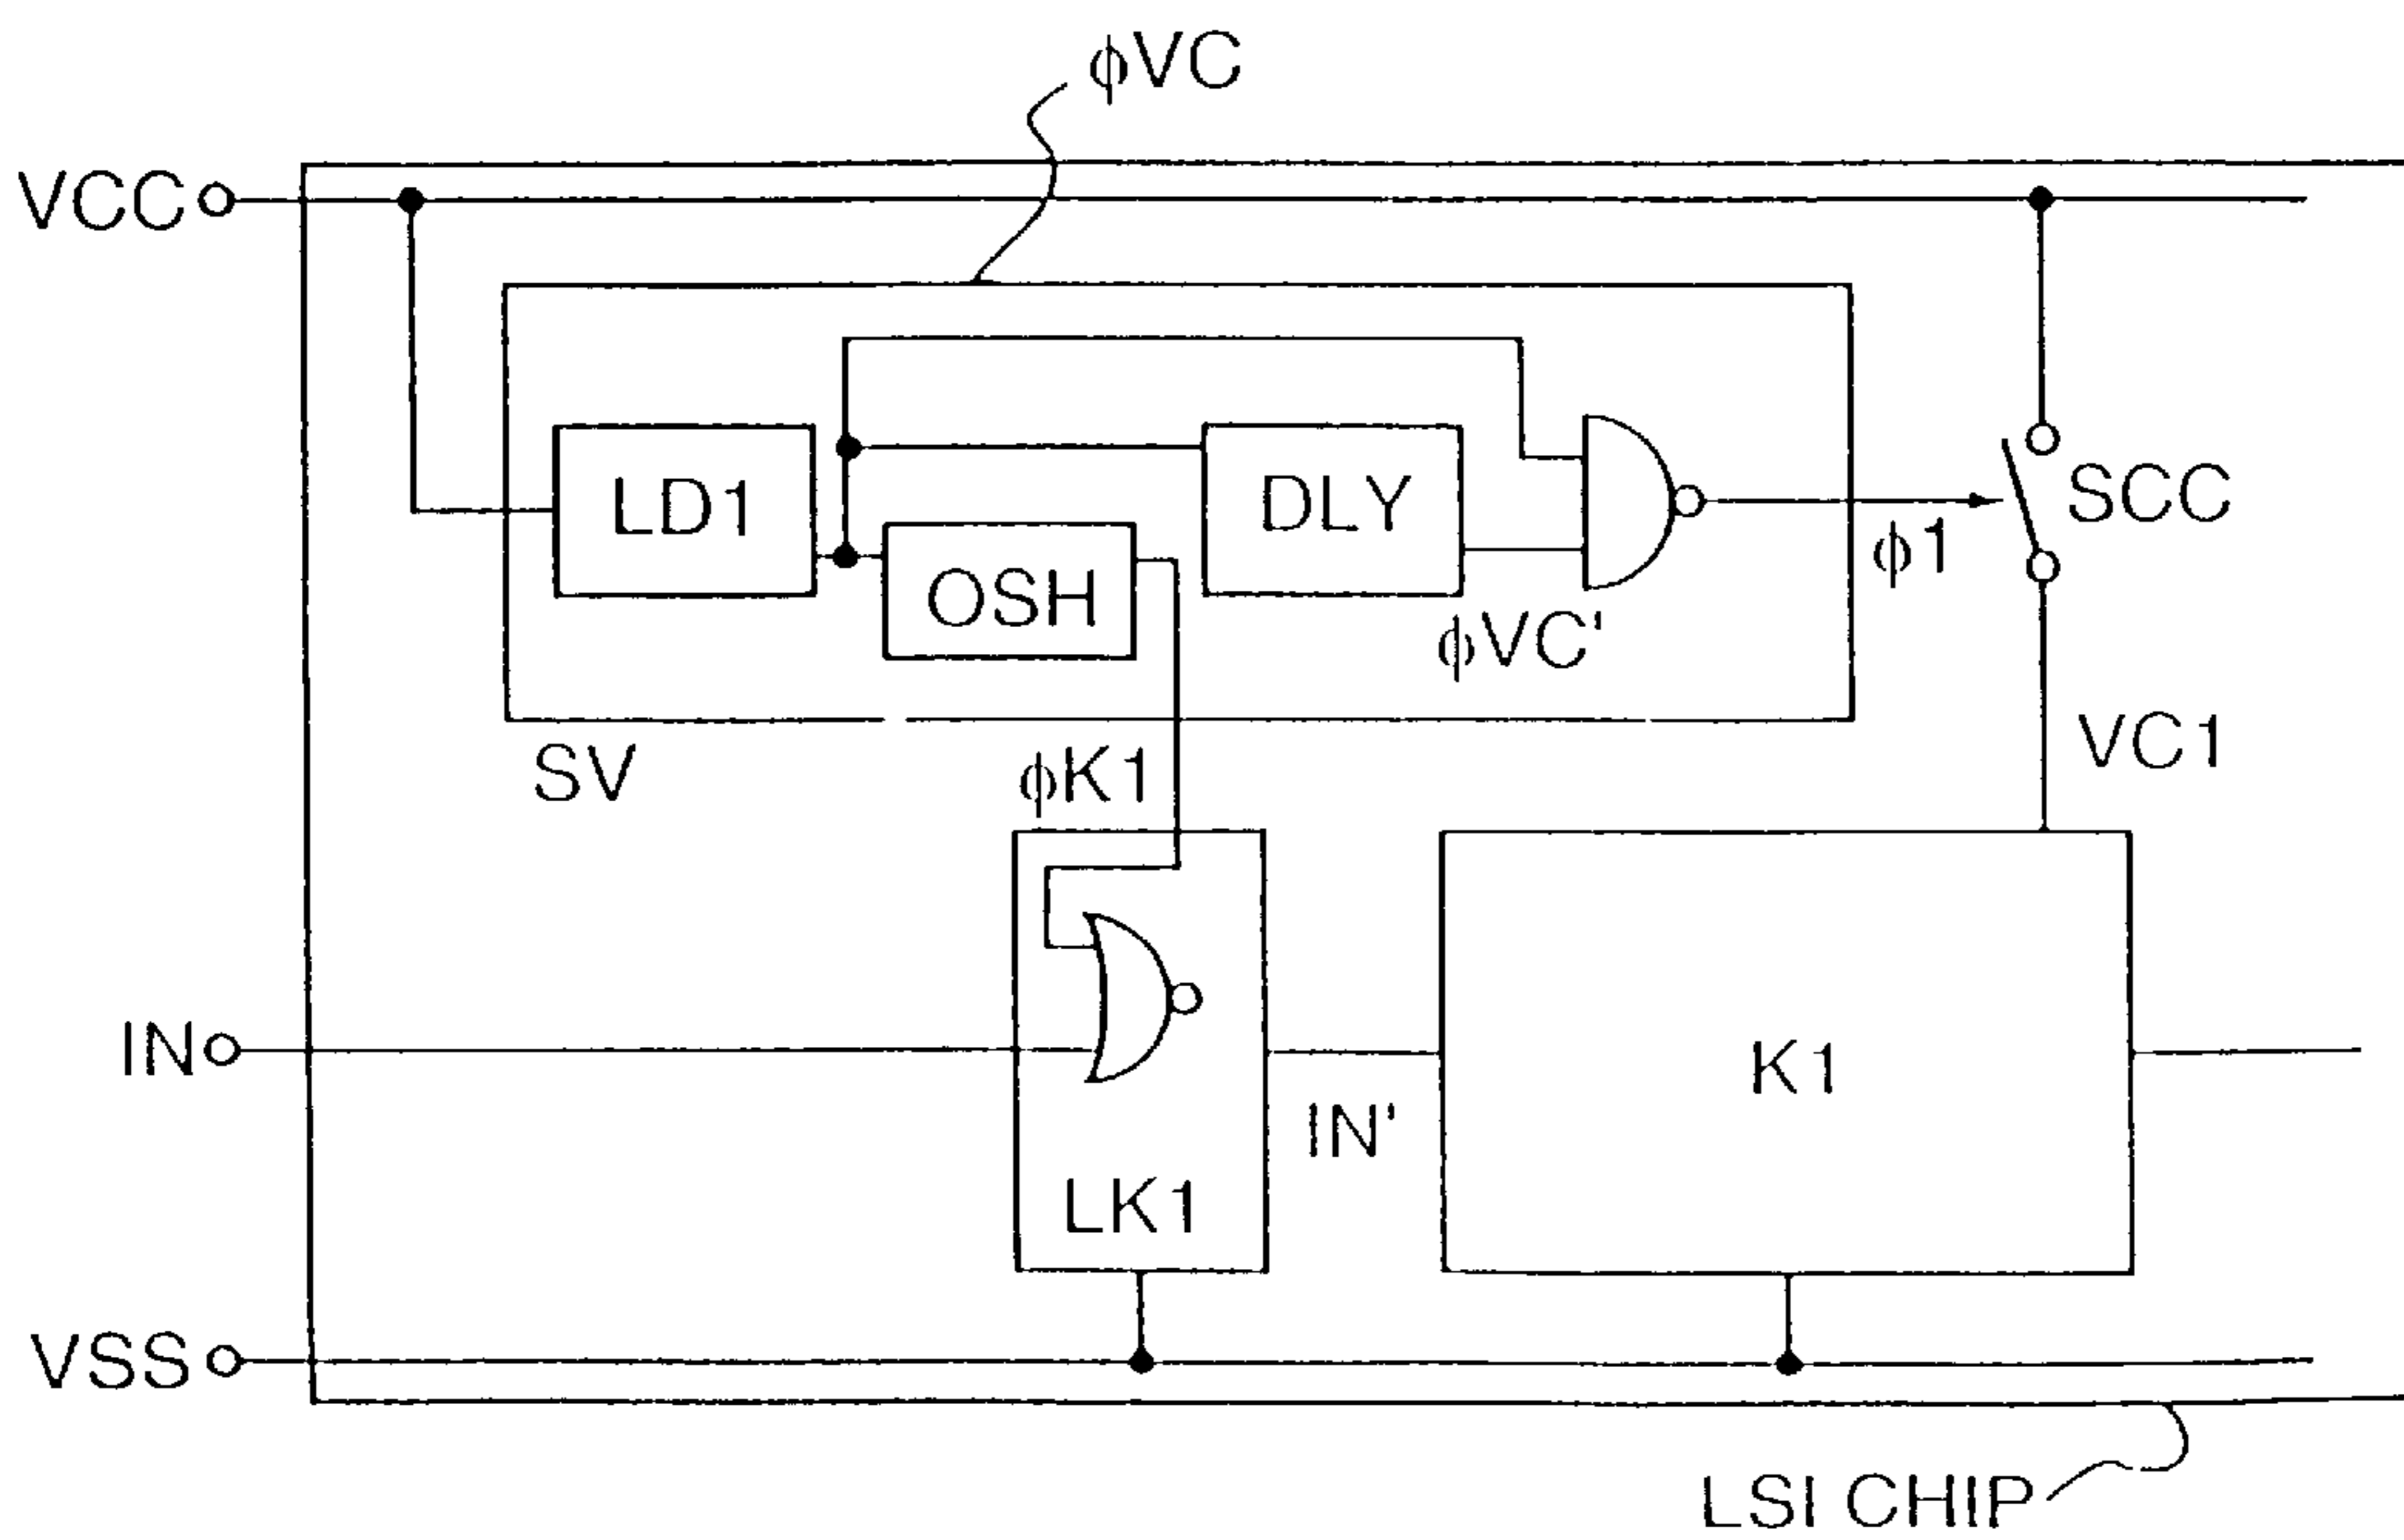 ϕVC
VCC
LD1
DLY
SCC
OSH
ϕ1
ϕVC'
SV
ϕK1
VC1
IN
K1
IN'
LK1
VSS
LSI CHIP